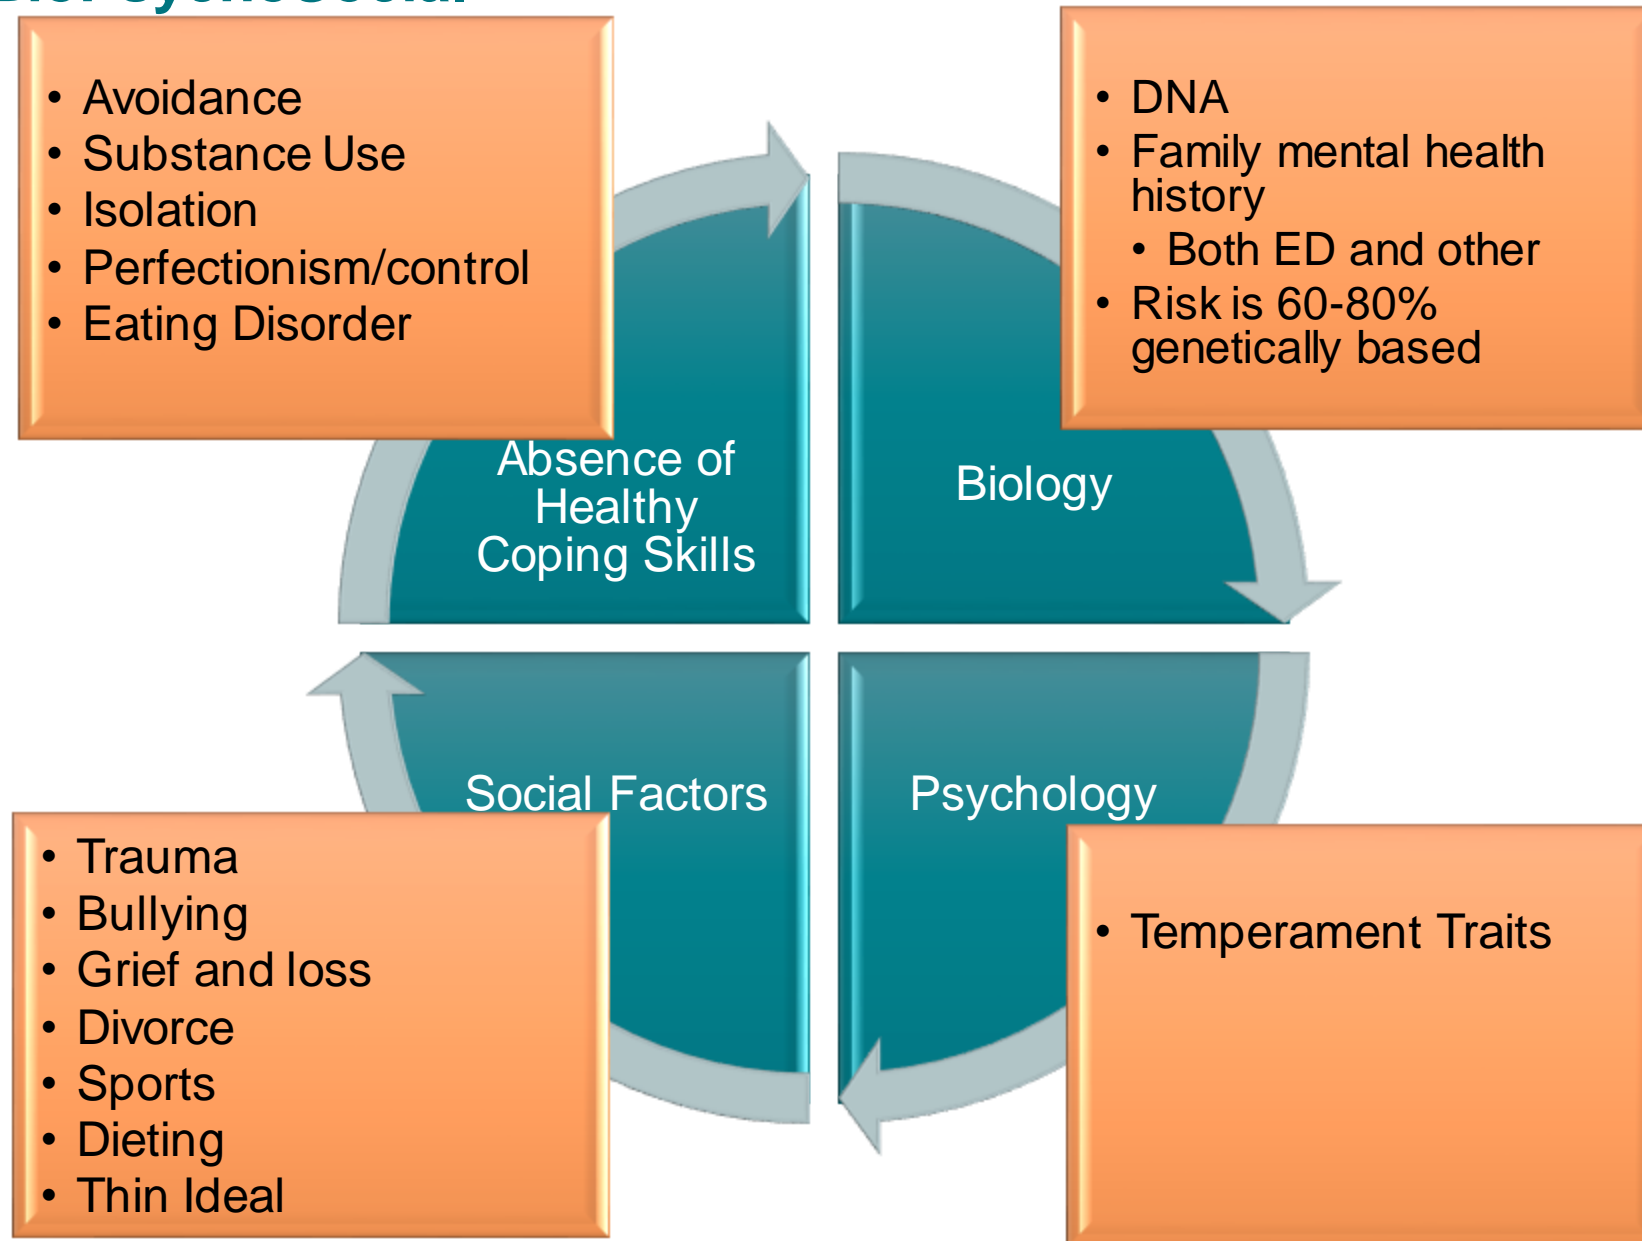 BioPsychoSocial
• Avoidance
• Substance Use
• Isolation
• Perfectionism/control
• Eating Disorder
• DNA
• Family mental health
history
• Both ED and other
• Risk is 60-80%
genetically based
Absence of
Healthy
Coping Skills
Biology
Social Factors
Psychology
• Trauma
• Bullying
• Grief and loss
• Divorce
• Sports
• Dieting
• Thin Ideal
• Temperament Traits